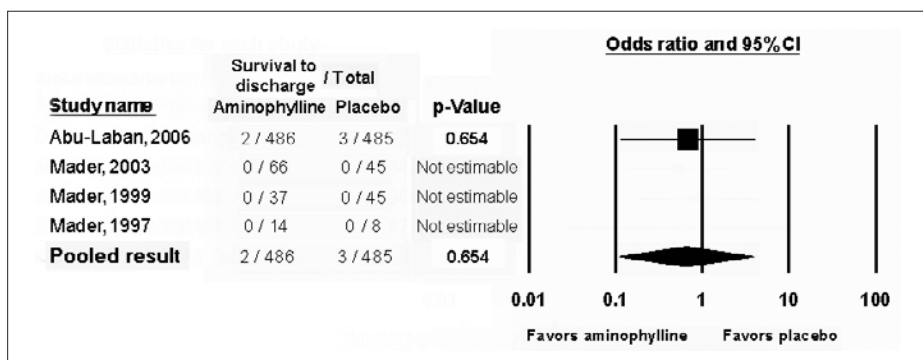 Odds ratio and 95%CI
Survival to discharge / Total
Study name Aminophylline Placebo p-Value
Abu-Laban, 2006 2 / 486 3 / 485 0.654
Mader, 2003 0 / 66 0 / 45 Not estimable
Mader, 1999 0 / 37 0 / 45 Not estimable
Mader, 1997 0 / 14 0 / 8 Not estimable
Pooled result 2 / 486 3 / 485 0.654
0.01 0.1 1 10 100
Favors aminophylline Favors placebo